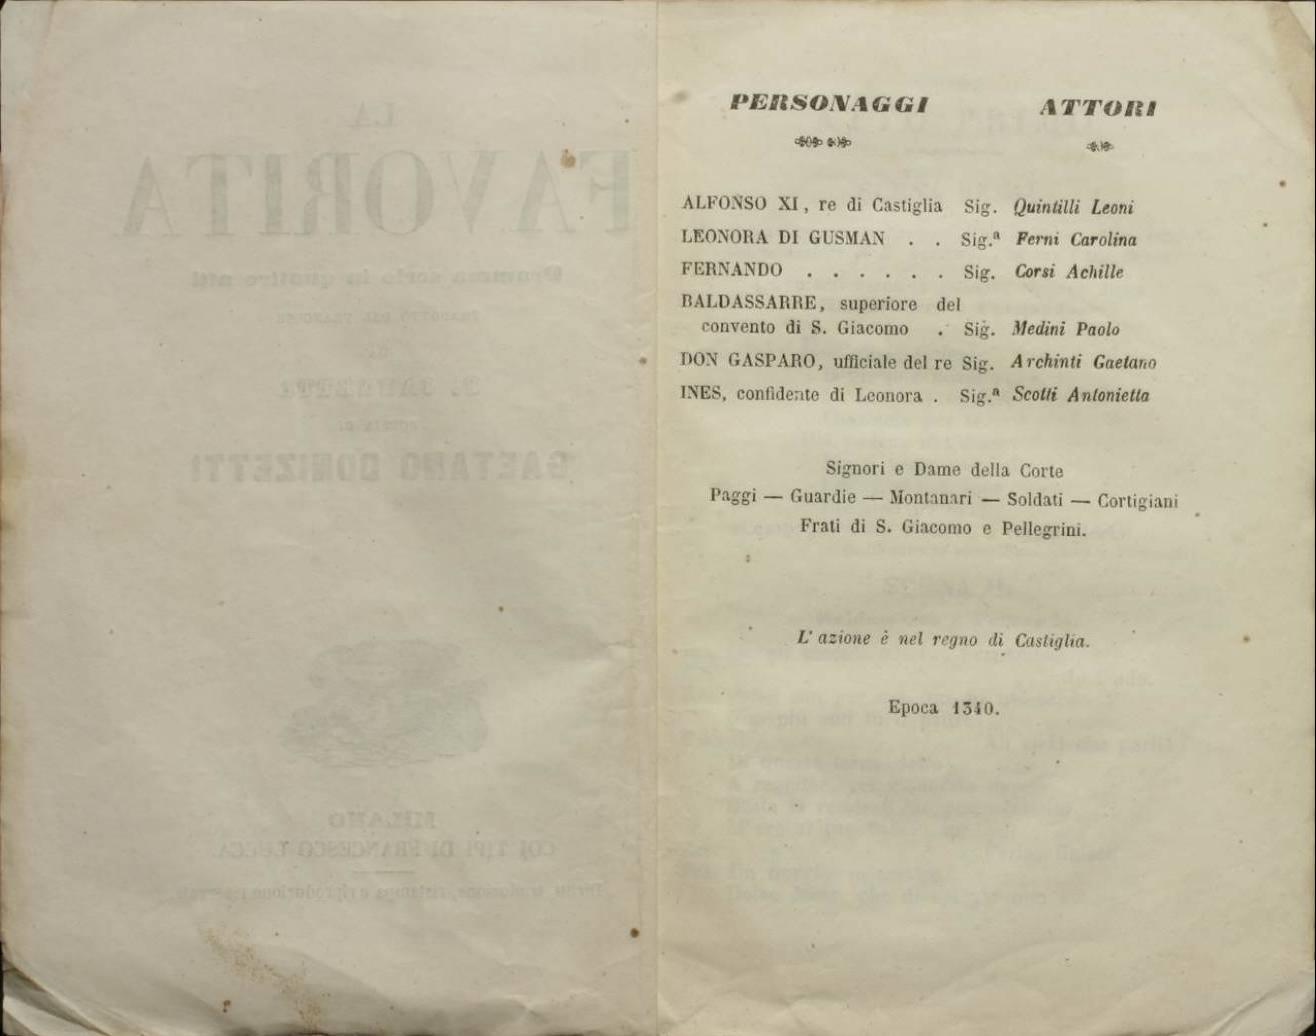 PERSONAGGI ATTORI
ALFONSO XI, re di Castiglia Sig. Quintilli Leoni
LEONORA DI GUSMAN . . Sig.ª Ferni Carolina
FERNANDO . . . . . . Sig. Corsi Achille
BALDASSARRE, superiore del
convento di S. Giacomo . Sig. Medini Paolo
DON GASPARO, ufficiale del re Sig. Archinti Gaetano
INES, confidente di Leonora . Sig.ª Scotti Antonietta
Signori e Dame della Corte
Paggi — Guardie — Montanari — Soldati — Cortigiani
Frati di S. Giacomo e Pellegrini.
L' azione è nel regno di Castiglia.
Epoca 1340.